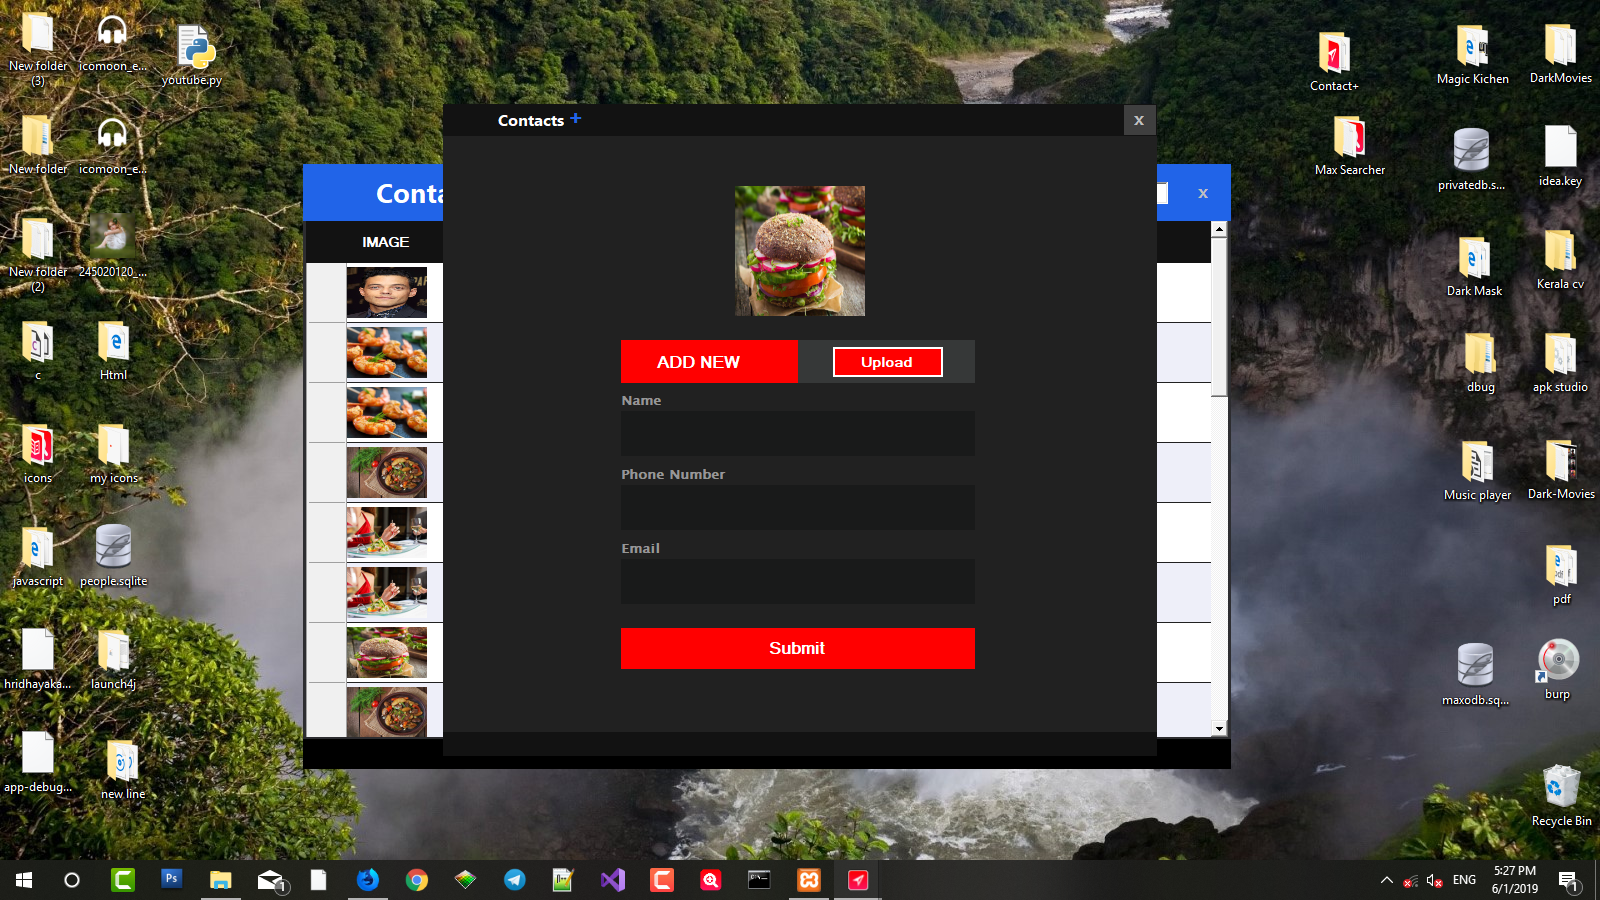 New folder
(3)
icomoon_e...
youtube.py
New folder
icomoon_e...
New folder
(2)
245020120_...
c
Html
icons
my icons
javascript
people.sqlite
hridhayaka...
launch4j
app-debug...
new line
Conta
x
IMAGE
Contacts +
x
ADD NEW
Upload
Name
Phone Number
Email
Submit
Contact+
Magic Kichen
DarkMovies
Max Searcher
privatedb.s...
idea.key
Dark Mask
Kerala cv
dbug
apk studio
Music player
Dark-Movies
pdf
maxodb.sq...
burp
Recycle Bin
Ps
1
ENG
5:27 PM
6/1/2019
1